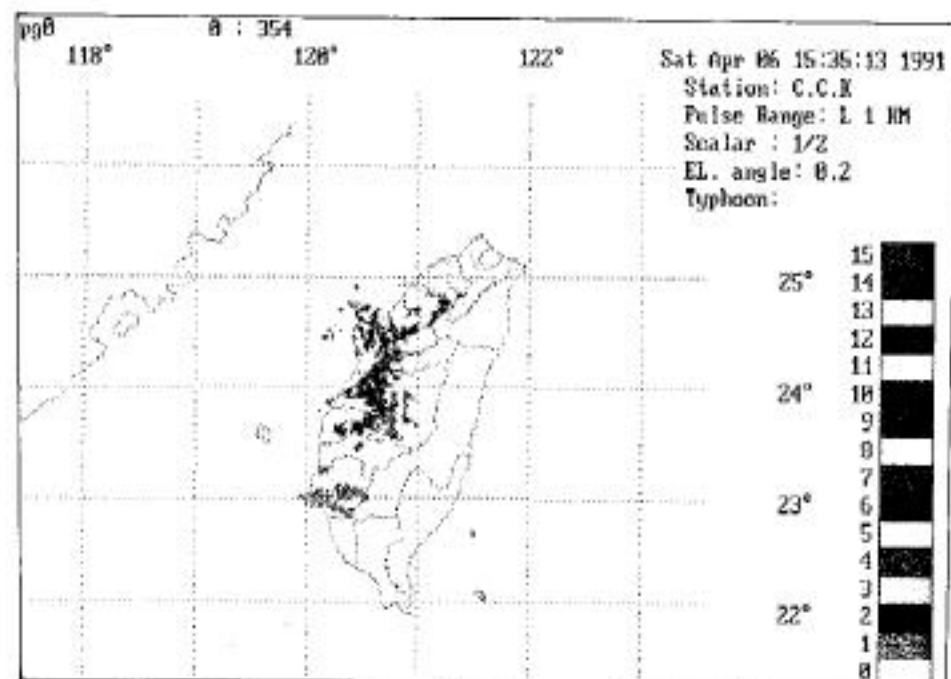 pg0 0 : 354
118° 120° 122°
Sat Apr 06 15:35:13 1991
Station: C.C.K
Pulse Range: L 1 NM
Scalar : 1/2
EL. angle: 0.2
Typhoon:
25°
24°
23°
22°
15
14
13
12
11
10
9
8
7
6
5
4
3
2
1
0